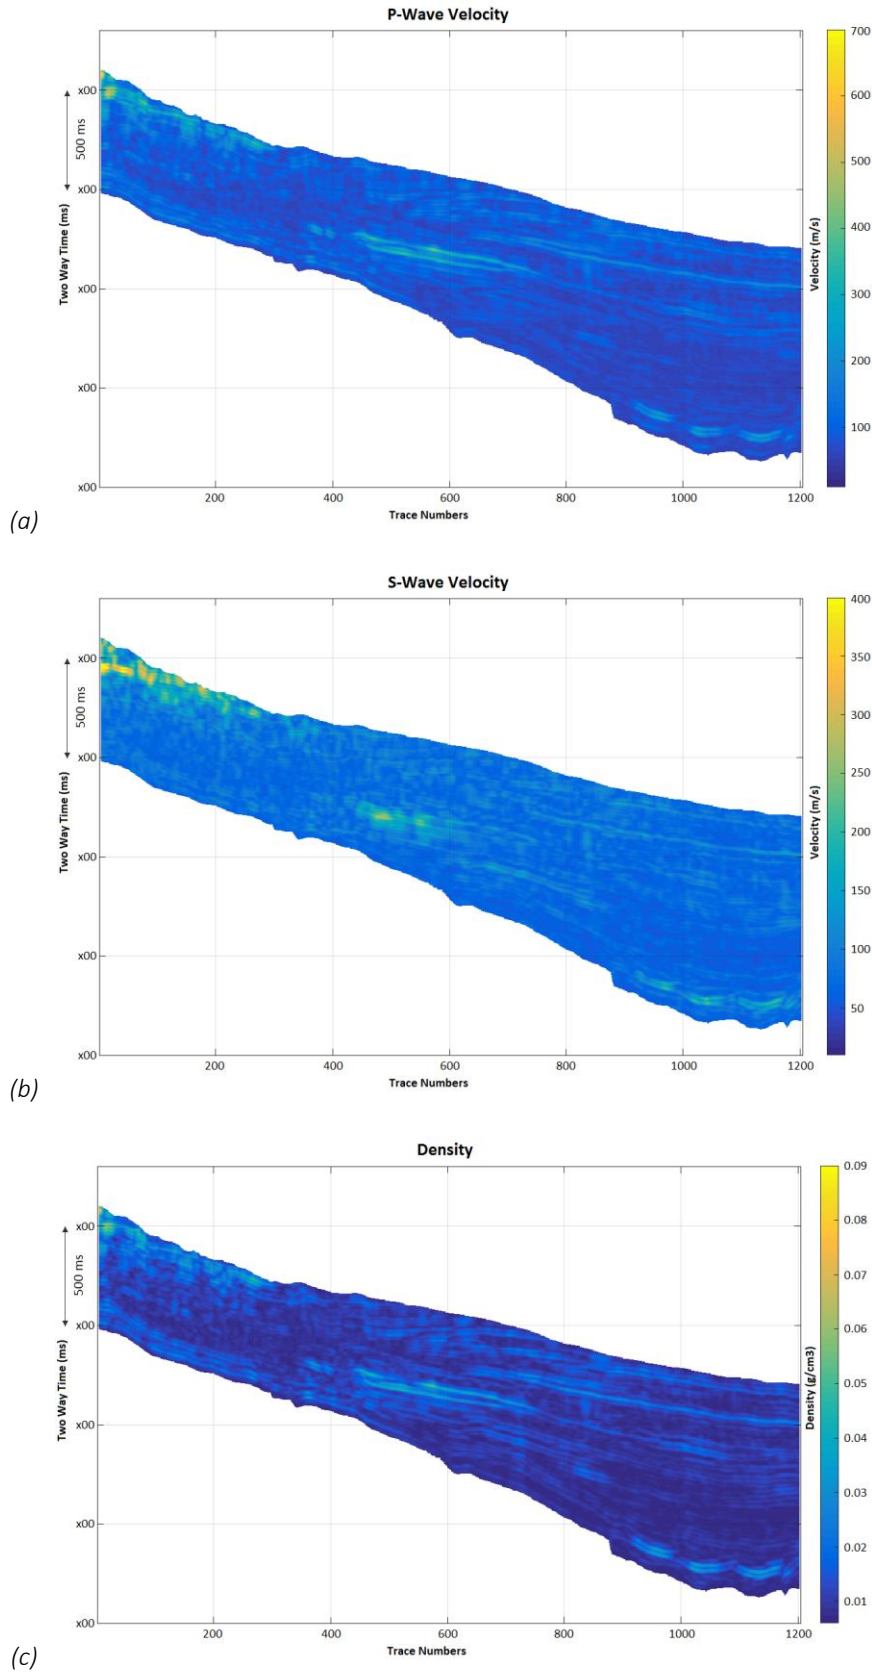 P-Wave Velocity
700
600
500
400
300
200
100
Velocity (m/s)
x00
x00
x00
x00
x00
500 ms
Two Way Time (ms)
200 400 600 800 1000 1200
Trace Numbers
(a)
S-Wave Velocity
400
350
300
250
200
150
100
50
Velocity (m/s)
x00
x00
x00
x00
x00
500 ms
Two Way Time (ms)
200 400 600 800 1000 1200
Trace Numbers
(b)
Density
0.09
0.08
0.07
0.06
0.05
0.04
0.03
0.02
0.01
Density (g/cm3)
x00
x00
x00
x00
x00
500 ms
Two Way Time (ms)
200 400 600 800 1000 1200
Trace Numbers
(c)